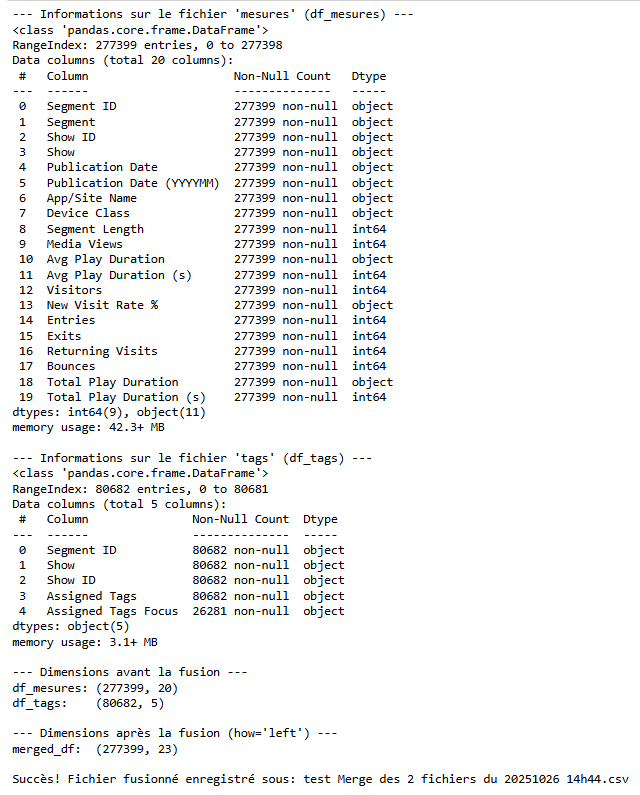 --- Informations sur le fichier 'mesures' (df_mesures) ---
<class 'pandas.core.frame.DataFrame'>
RangeIndex: 277399 entries, 0 to 277398
Data columns (total 20 columns):
 #   Column                    Non-Null Count   Dtype
---  ------                    --------------   -----
 0   Segment ID                277399 non-null  object
 1   Segment                   277399 non-null  object
 2   Show ID                   277399 non-null  object
 3   Show                      277399 non-null  object
 4   Publication Date          277399 non-null  object
 5   Publication Date (YYYYMM)  277399 non-null  object
 6   App/Site Name             277399 non-null  object
 7   Device Class              277399 non-null  object
 8   Segment Length            277399 non-null  int64
 9   Media Views               277399 non-null  int64
 10  Avg Play Duration         277399 non-null  object
 11  Avg Play Duration (s)     277399 non-null  int64
 12  Visitors                  277399 non-null  int64
 13  New Visit Rate %          277399 non-null  object
 14  Entries                   277399 non-null  int64
 15  Exits                     277399 non-null  int64
 16  Returning Visits          277399 non-null  int64
 17  Bounces                   277399 non-null  int64
 18  Total Play Duration       277399 non-null  object
 19  Total Play Duration (s)   277399 non-null  int64
dtypes: int64(9), object(11)
memory usage: 42.3+ MB

--- Informations sur le fichier 'tags' (df_tags) ---
<class 'pandas.core.frame.DataFrame'>
RangeIndex: 80682 entries, 0 to 80681
Data columns (total 5 columns):
 #   Column               Non-Null Count  Dtype
---  ------               --------------  -----
 0   Segment ID           80682 non-null  object
 1   Show                 80682 non-null  object
 2   Show ID              80682 non-null  object
 3   Assigned Tags        80682 non-null  object
 4   Assigned Tags Focus  26281 non-null  object
dtypes: object(5)
memory usage: 3.1+ MB

--- Dimensions avant la fusion ---
df_mesures: (277399, 20)
df_tags:    (80682, 5)

--- Dimensions après la fusion (how='left') ---
merged_df:  (277399, 23)

Succès! Fichier fusionné enregistré sous: test Merge des 2 fichiers du 20251026 14h44.csv